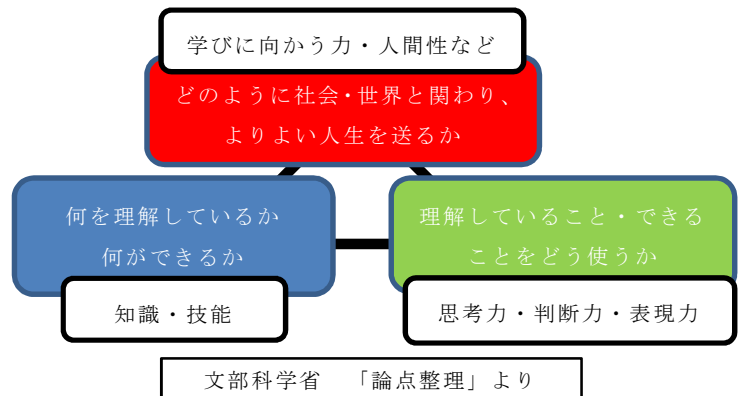 学びに向かう力・人間性など
どのように社会・世界と関わり、
よりよい人生を送るか
何を理解しているか
何ができるか
知識・技能
理解していること・できる
ことをどう使うか
思考力・判断力・表現力
文部科学省　「論点整理」より